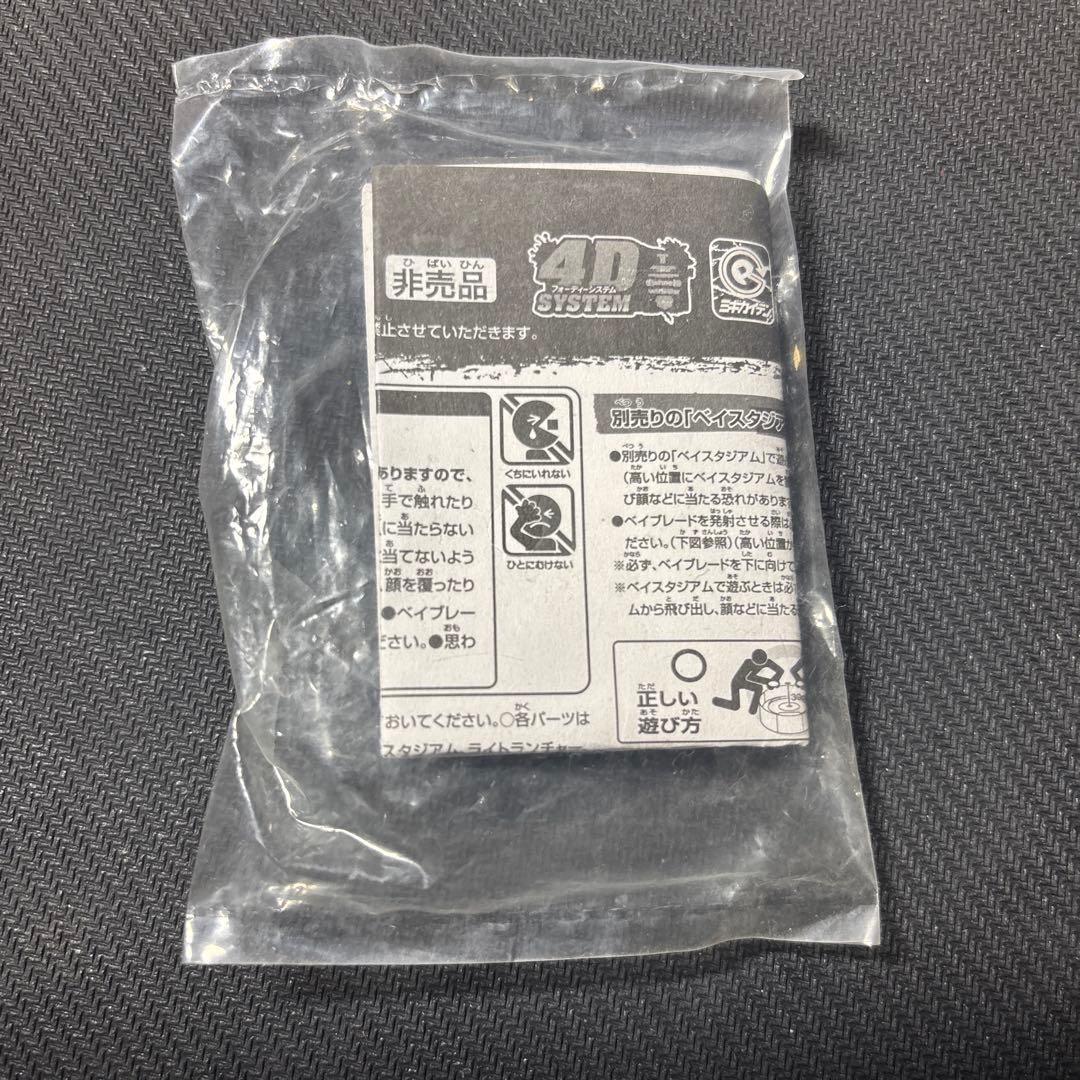 非売品
ひばいひん
4D
フォーディーシステム
SYSTEM
ミギカイテン
止させていただきます。
くちにいれない
ひとにむけない
ありますので、
手で触れたり
に当たらない
当てないよう
顔を覆ったり
●ベイブレー
ださい。●思わ
ておいてください。○各パーツは
スタジアム、ライトランチャー
別売りの「ベイスタジア
●別売りの「ベイスタジアム」で遊
(高い位置にベイスタジアムを
び顔などに当たる恐れがあります
●ベイブレードを発射させる際は
ださい。(下図参照)(高い位置か
※必ず、ベイブレードを下に向けて
※ベイスタジアムで遊ぶときは必
ムから飛び出し、顔などに当たる
正しい
遊び方